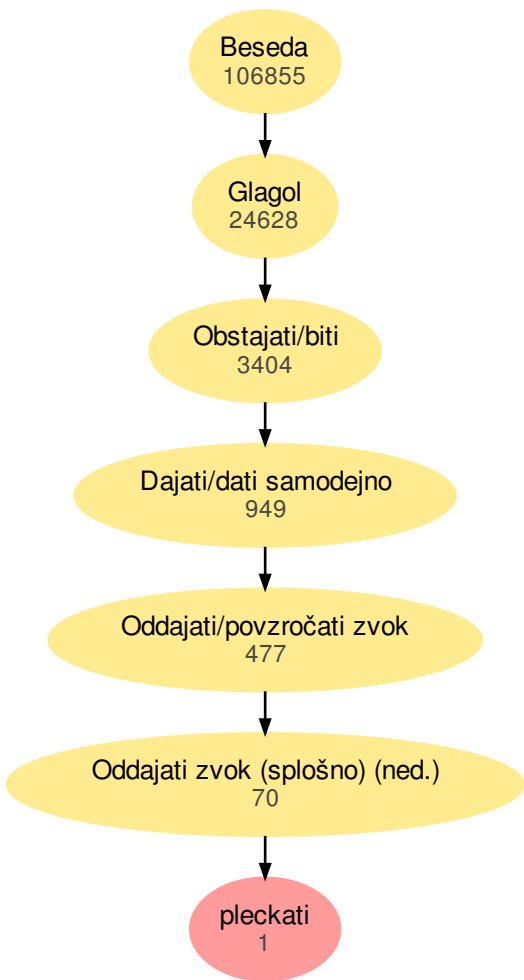 Beseda
106855
Glagol
24628
Obstajati/biti
3404
Dajati/dati samodejno
949
Oddajati/povzročati zvok
477
Oddajati zvok (splošno) (ned.)
70
pleckati
1